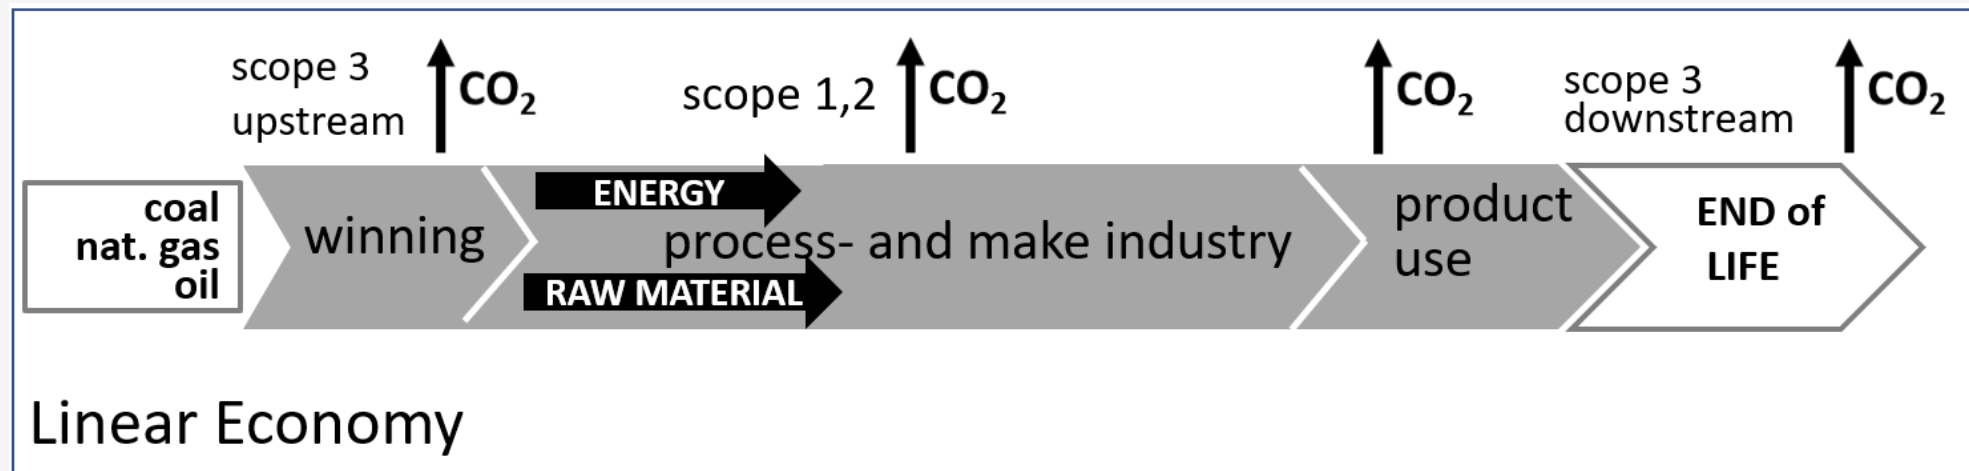 scope 3
upstream
CO₂
scope 1,2
CO₂
CO₂
scope 3
downstream
CO₂
coal
nat. gas
oil
winning
ENERGY
process- and make industry
RAW MATERIAL
product
use
END of
LIFE
Linear Economy